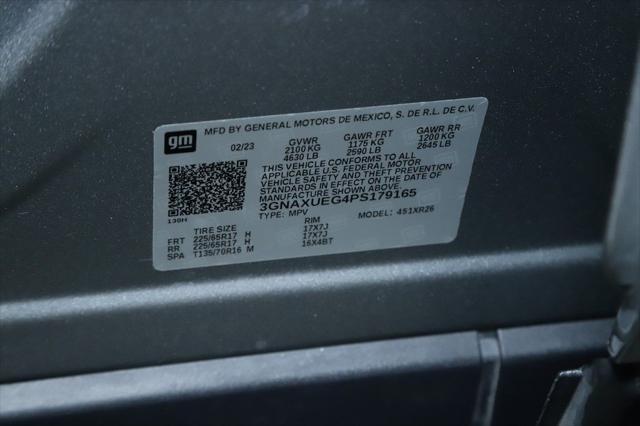 gm
MFD BY GENERAL MOTORS DE MEXICO, S. DE R.L. DE C.V.
02/23 GVWR GAWR FRT GAWR RR
2100 KG 1175 KG 1200 KG
4630 LB 2590 LB 2645 LB
THIS VEHICLE CONFORMS TO ALL
APPLICABLE U.S. FEDERAL MOTOR
VEHICLE SAFETY AND THEFT PREVENTION
STANDARDS IN EFFECT ON THE DATE OF
MANUFACTURE SHOWN ABOVE.
3GNAXUEG4PS179165
130H TYPE: MPV MODEL: 451XR26
TIRE SIZE RIM
FRT 225/65R17 H 17X7J
RR 225/65R17 H 17X7J
SPA T135/70R16 M 16X4BT